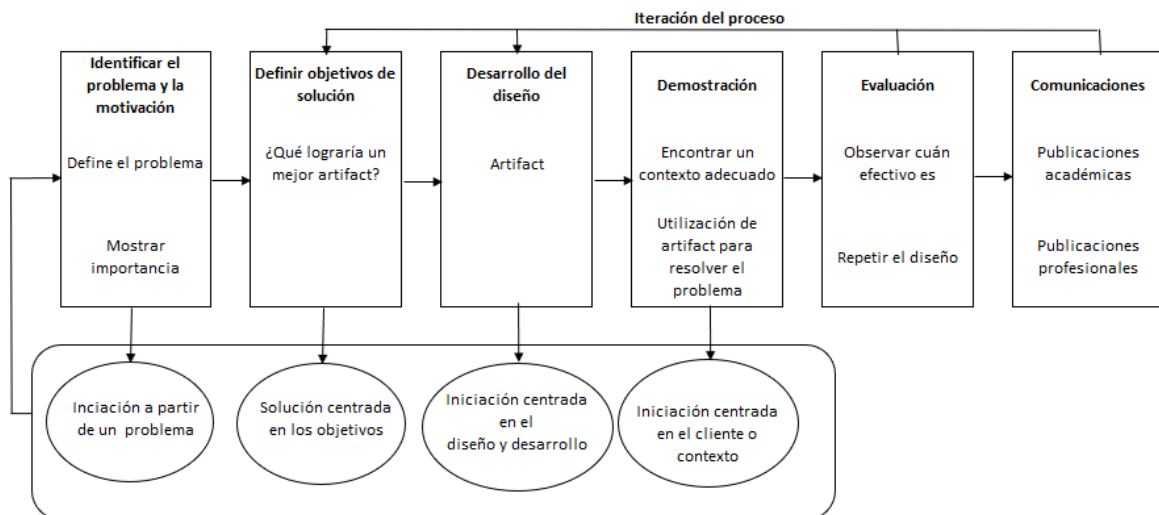 Iteración del proceso
Identificar el
problema y la
motivación
Define el problema
Mostrar
importancia
Definir objetivos de
solución
¿Qué lograría un
mejor artifact?
Desarrollo del
diseño
Artifact
Demostración
Encontrar un
contexto adecuado
Utilización de
artifact para
resolver el
problema
Evaluación
Observar cuán
efectivo es
Repetir el diseño
Comunicaciones
Publicaciones
académicas
Publicaciones
profesionales
Inciación a partir
de un problema
Solución centrada
en los objetivos
Iniciación centrada
en el
diseño y desarrollo
Iniciación centrada
en el cliente o
contexto